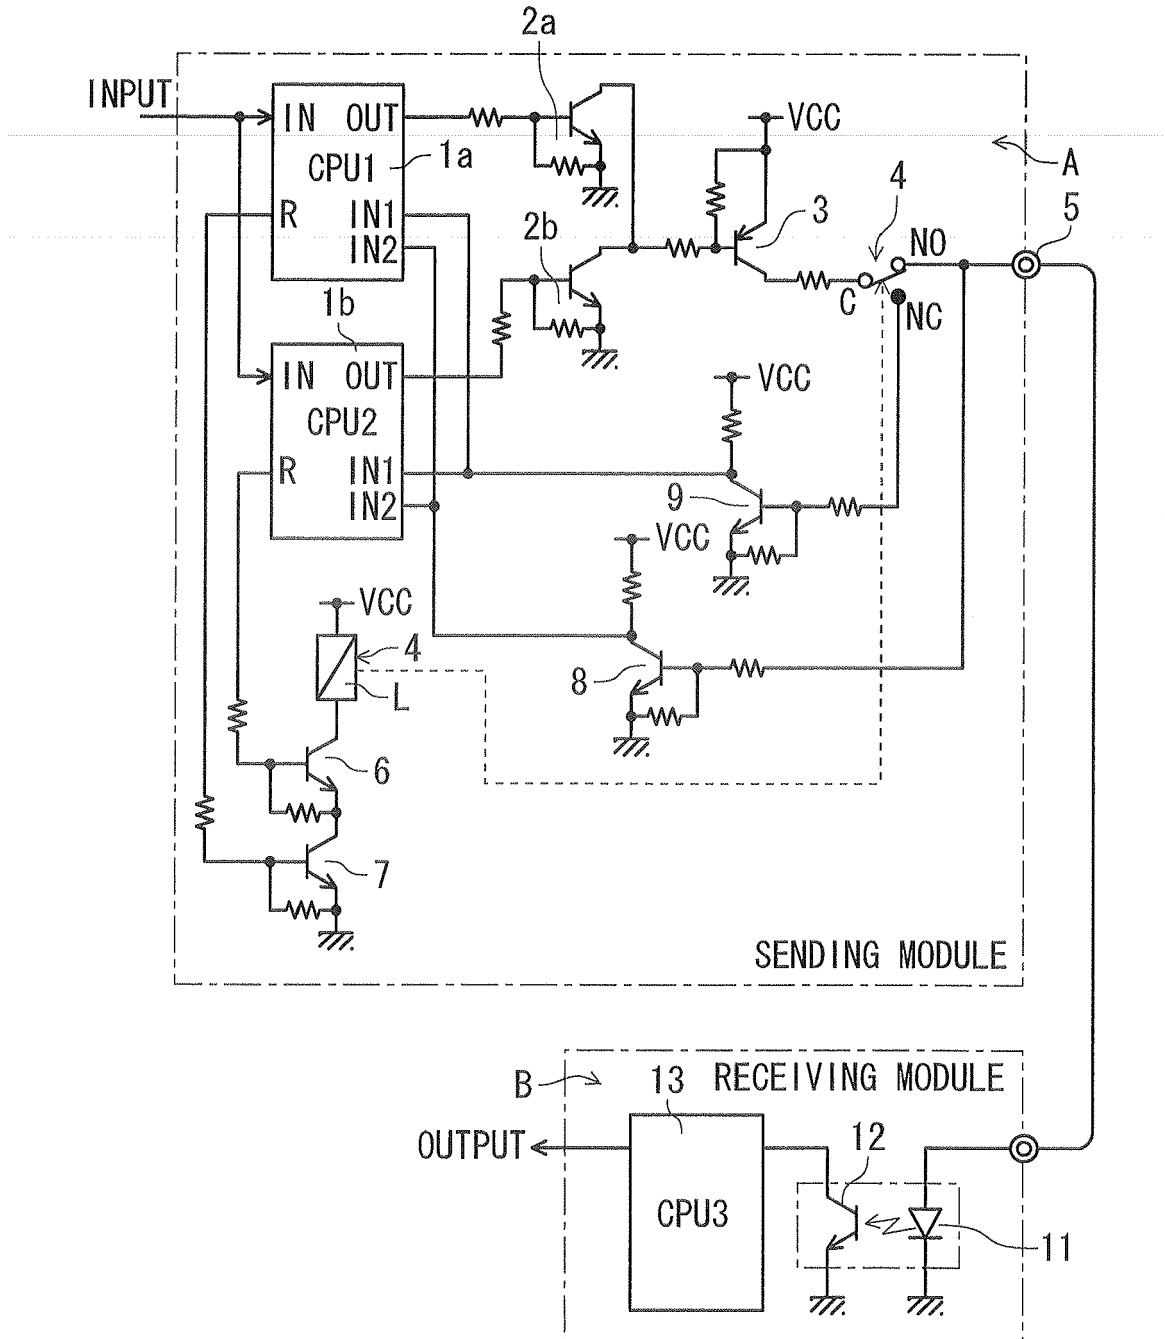 2a
INPUT
IN OUT
CPU1
1a
R IN1
IN2
VCC
A
3
4
5
NO
C
NC
2b
1b
IN OUT
CPU2
R IN1
IN2
VCC
9
VCC
8
VCC
4
L
6
7
SENDING MODULE
B
13
RECEIVING MODULE
OUTPUT
12
CPU3
11